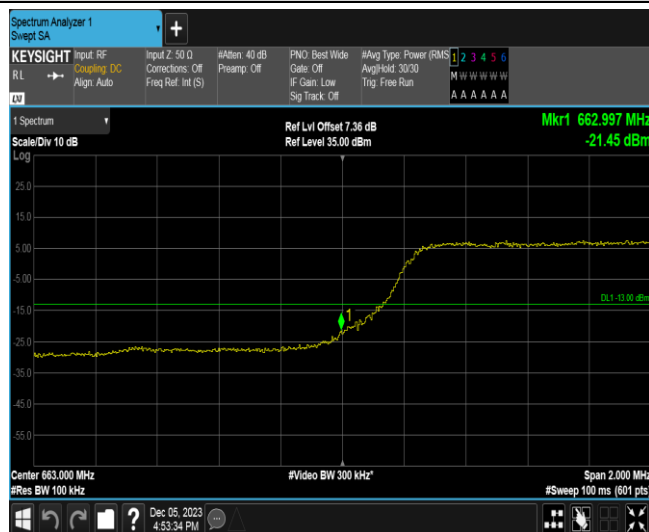 Spectrum Analyzer 1
Swept SA
+
KEYSIGHT
RL
LXI
Input: RF
Coupling: DC
Align: Auto
Input Z: 50 Ω
Corrections: Off
Freq Ref: Int (S)
#Atten: 40 dB
Preamp: Off
PNO: Best Wide
Gate: Off
IF Gain: Low
Sig Track: Off
#Avg Type: Power (RMS
Avg|Hold: 30/30
Trig: Free Run
1 2 3 4 5 6
M W W W W W
A A A A A A
1 Spectrum
Scale/Div 10 dB
Log
Ref Lvl Offset 7.36 dB
Ref Level 35.00 dBm
Mkr1 662.997 MHz
-21.45 dBm
25.0
15.0
5.00
-5.00
DL1 -13.00 dBm
-15.0
1
-25.0
-35.0
-45.0
-55.0
Center 663.000 MHz
#Res BW 100 kHz
#Video BW 300 kHz*
Span 2.000 MHz
#Sweep 100 ms (601 pts)
?
Dec 05, 2023
4:53:34 PM